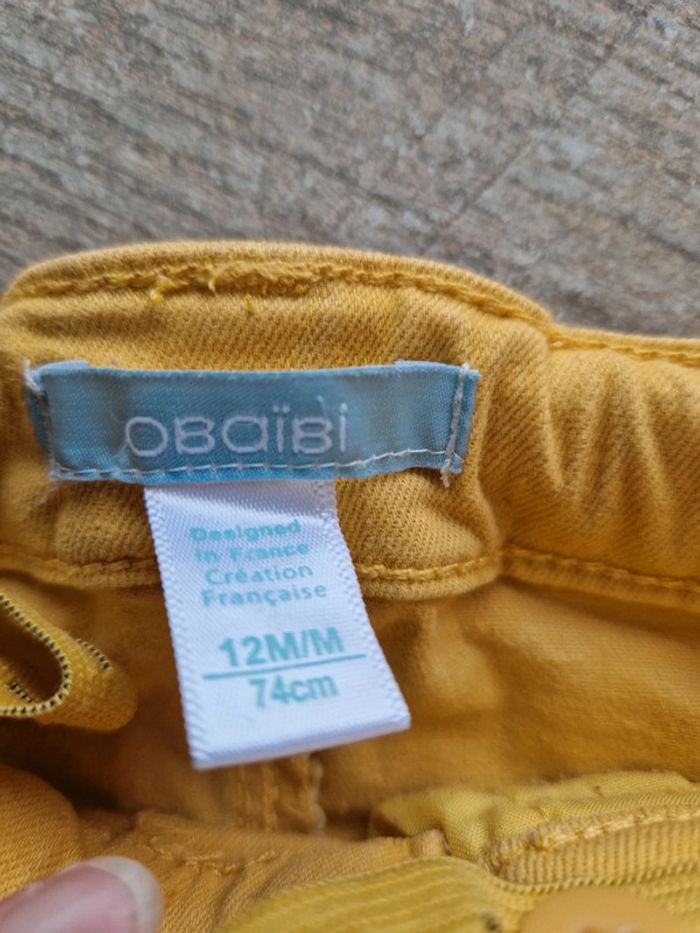 OBaïBi
Designed
in France
Création
Française
12M/M
74cm